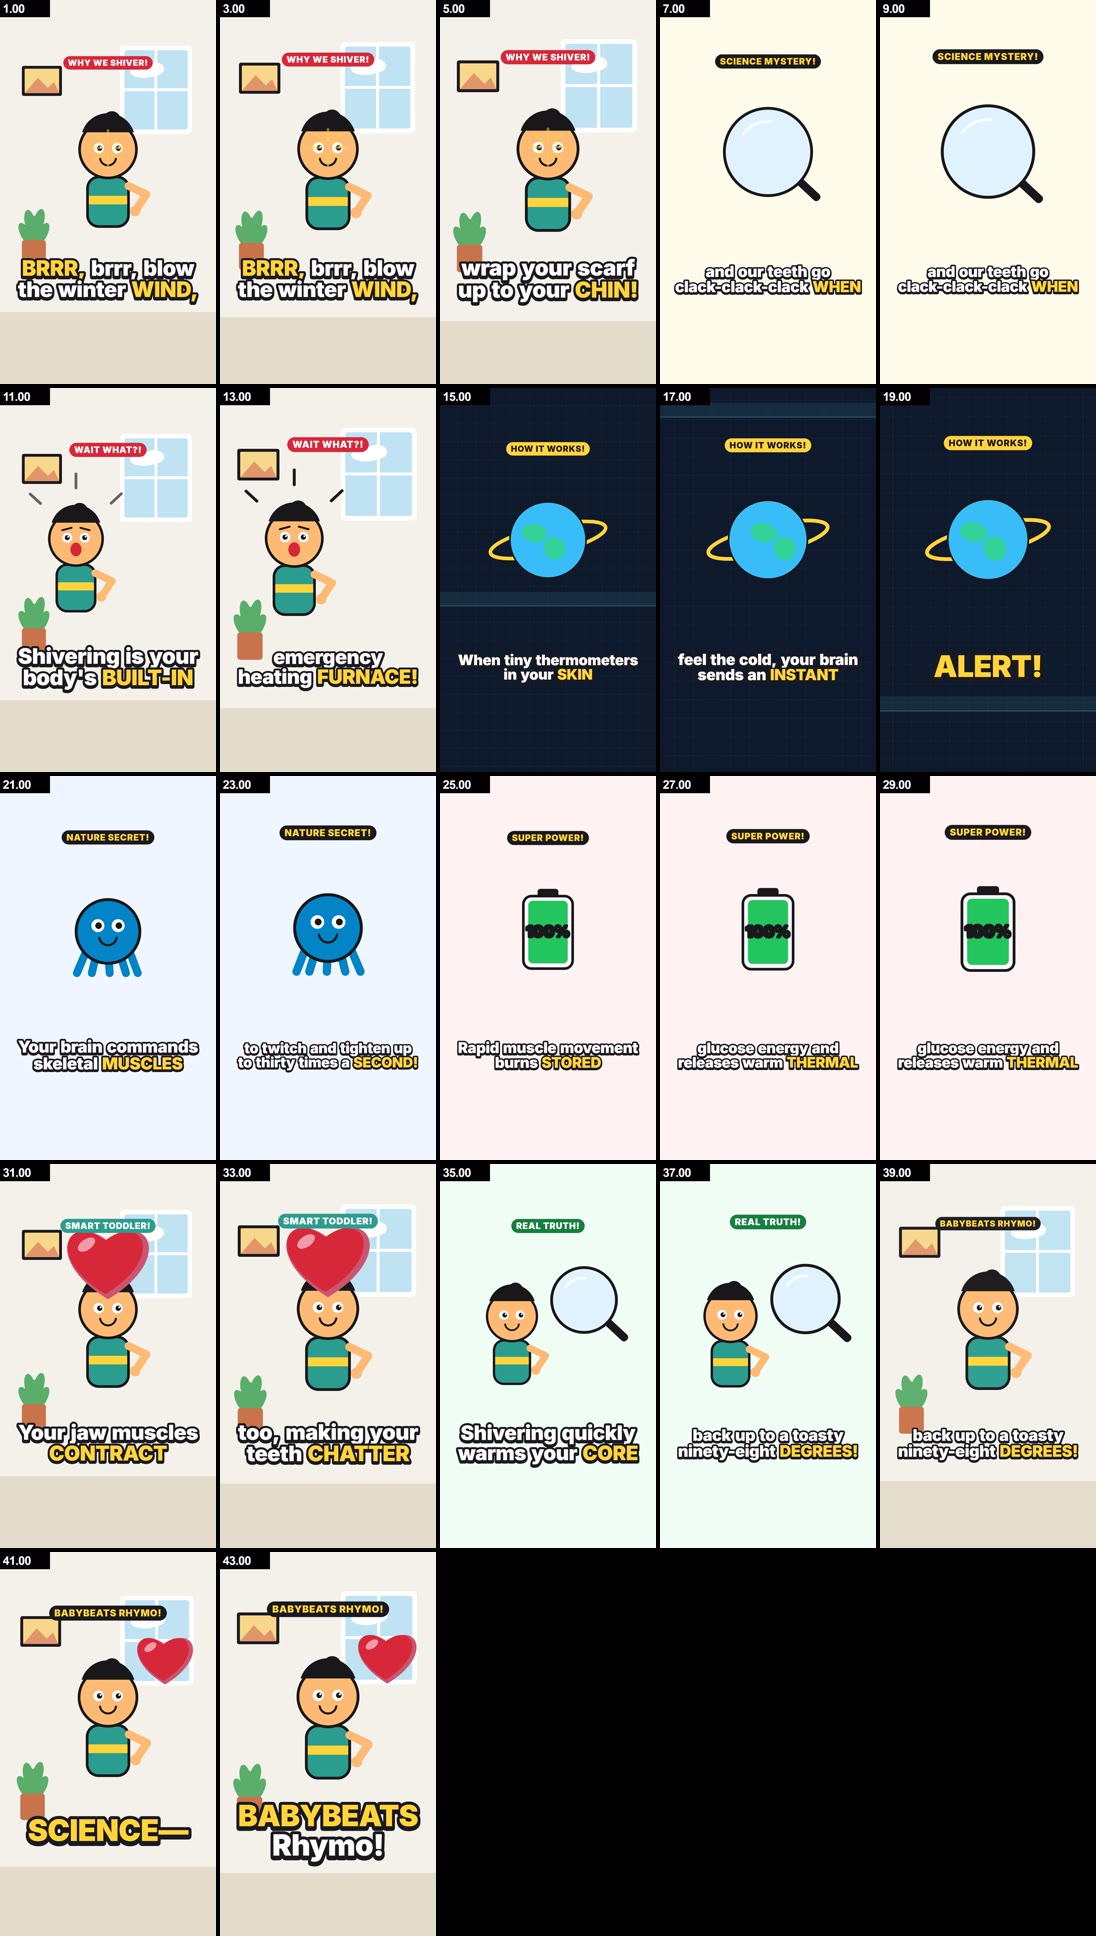 1.00
WHY WE SHIVER!
BRRR, brrr, blow
the winter WIND,
3.00
WHY WE SHIVER!
BRRR, brrr, blow
the winter WIND,
5.00
WHY WE SHIVER!
wrap your scarf
up to your CHIN!
7.00
SCIENCE MYSTERY!
and our teeth go
clack-clack-clack WHEN
9.00
SCIENCE MYSTERY!
and our teeth go
clack-clack-clack WHEN
11.00
WAIT WHAT?!
Shivering is your
body's BUILT-IN
13.00
WAIT WHAT?!
emergency
heating FURNACE!
15.00
HOW IT WORKS!
When tiny thermometers
in your SKIN
17.00
HOW IT WORKS!
feel the cold, your brain
sends an INSTANT
19.00
HOW IT WORKS!
ALERT!
21.00
NATURE SECRET!
Your brain commands
skeletal MUSCLES
23.00
NATURE SECRET!
to twitch and tighten up
to thirty times a SECOND!
25.00
SUPER POWER!
100%
Rapid muscle movement
burns STORED
27.00
SUPER POWER!
100%
glucose energy and
releases warm THERMAL
29.00
SUPER POWER!
100%
glucose energy and
releases warm THERMAL
31.00
SMART TODDLER!
Your jaw muscles
CONTRACT
33.00
SMART TODDLER!
too, making your
teeth CHATTER
35.00
REAL TRUTH!
Shivering quickly
warms your CORE
37.00
REAL TRUTH!
back up to a toasty
ninety-eight DEGREES!
39.00
BABYBEATS RHYMO!
back up to a toasty
ninety-eight DEGREES!
41.00
BABYBEATS RHYMO!
SCIENCE—
43.00
BABYBEATS RHYMO!
BABYBEATS
Rhymo!